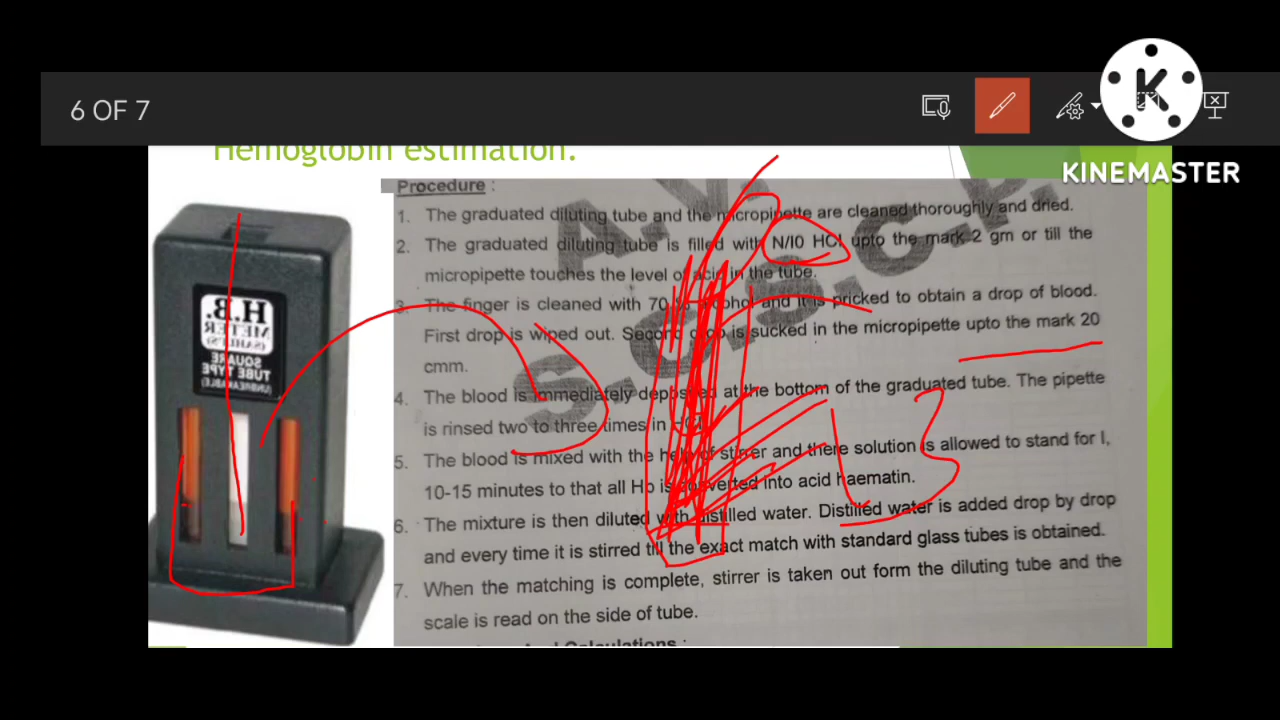 6 OF 7
KINEMASTER
Hemoglobin estimation.
H.B.
METER
(SAHLI'S)
SQUARE
TUBE TYPE
(UNBREAKABLE)
A.V.
S.C.S.C.P.
Procedure :
1. The graduated diluting tube and the micropipette are cleaned thoroughly and dried.
2. The graduated diluting tube is filled with N/I0 HCl upto the mark 2 gm or till the
micropipette touches the level of acid in the tube.
3. The finger is cleaned with 70 % alcohol and it is pricked to obtain a drop of blood.
First drop is wiped out. Second drop is sucked in the micropipette upto the mark 20
cmm.
4. The blood is immediately deposited at the bottom of the graduated tube. The pipette
is rinsed two to three times in HCl.
5. The blood is mixed with the help of stirrer and there solution is allowed to stand for I,
10-15 minutes to that all Hb is converted into acid haematin.
6. The mixture is then diluted with distilled water. Distilled water is added drop by drop
and every time it is stirred till the exact match with standard glass tubes is obtained.
7. When the matching is complete, stirrer is taken out form the diluting tube and the
scale is read on the side of tube.
13